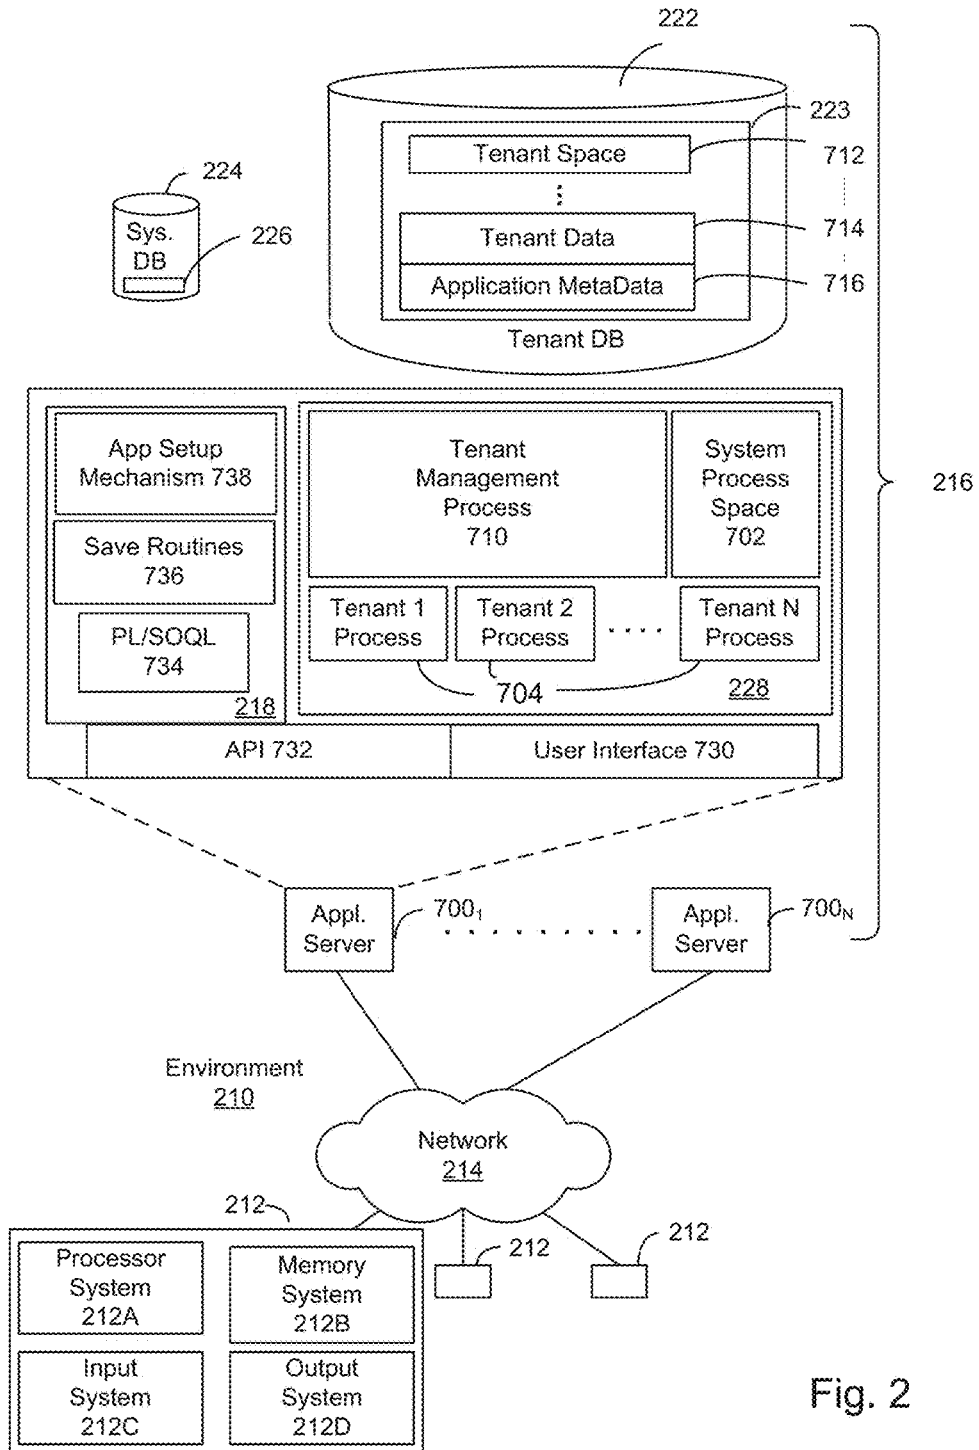 222
223
Tenant Space
712
224
Sys.
DB
226
Tenant Data
714
Application MetaData
716
Tenant DB
App Setup
Mechanism 738
Tenant
Management
Process
710
System
Process
Space
702
216
Save Routines
736
Tenant 1
Process
Tenant 2
Process
Tenant N
Process
PL/SOQL
734
704
228
218
API 732
User Interface 730
Appl.
Server
700₁
Appl.
Server
700N
Environment
210
Network
214
212
212
212
Processor
System
212A
Memory
System
212B
Input
System
212C
Output
System
212D
Fig. 2